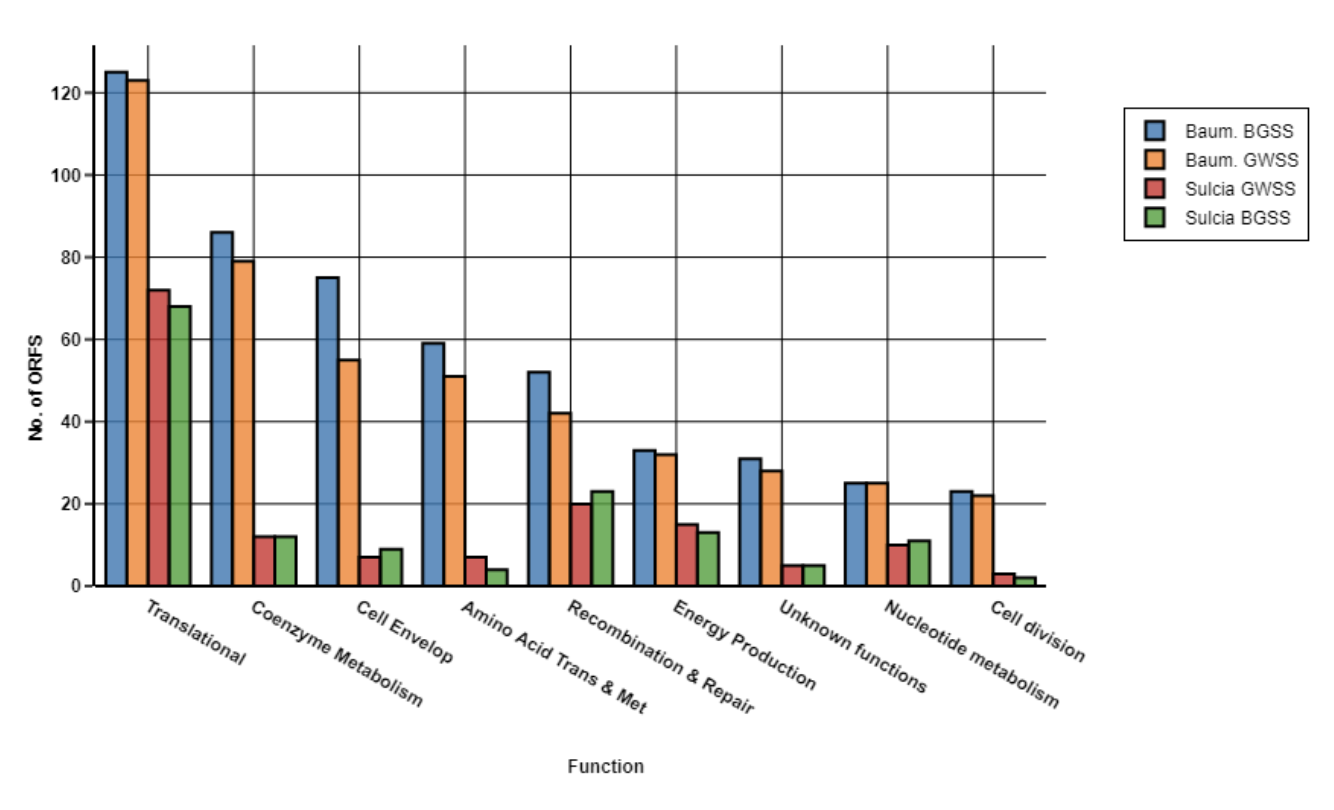 120
100
80
60
40
20
0
No. of ORFS
Translational
Coenzyme Metabolism
Cell Envelop
Amino Acid Trans & Met
Recombination & Repair
Energy Production
Unknown functions
Nucleotide metabolism
Cell division
Function
Baum. BGSS
Baum. GWSS
Sulcia GWSS
Sulcia BGSS